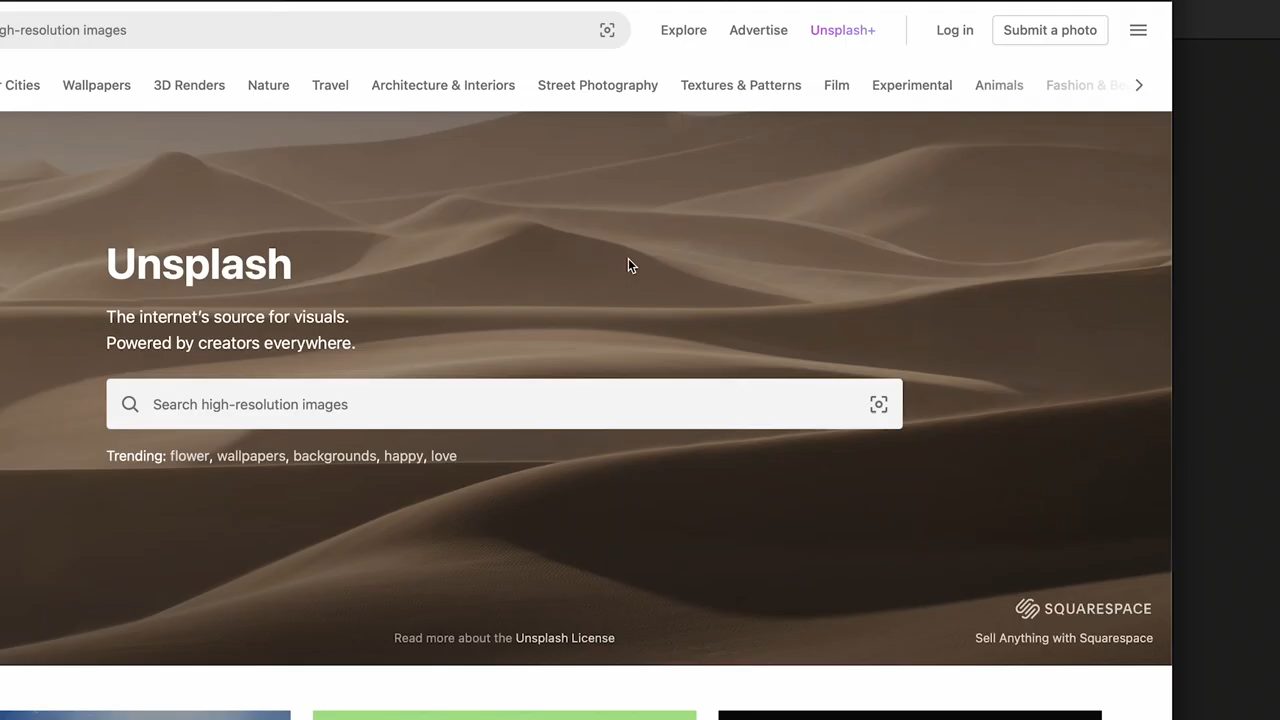 gh-resolution images
Explore
Advertise
Unsplash+
Log in
Submit a photo
r Cities
Wallpapers
3D Renders
Nature
Travel
Architecture & Interiors
Street Photography
Textures & Patterns
Film
Experimental
Animals
Fashion & Be
Unsplash
The internet’s source for visuals.
Powered by creators everywhere.
Search high-resolution images
Trending: flower, wallpapers, backgrounds, happy, love
SQUARESPACE
Read more about the Unsplash License
Sell Anything with Squarespace